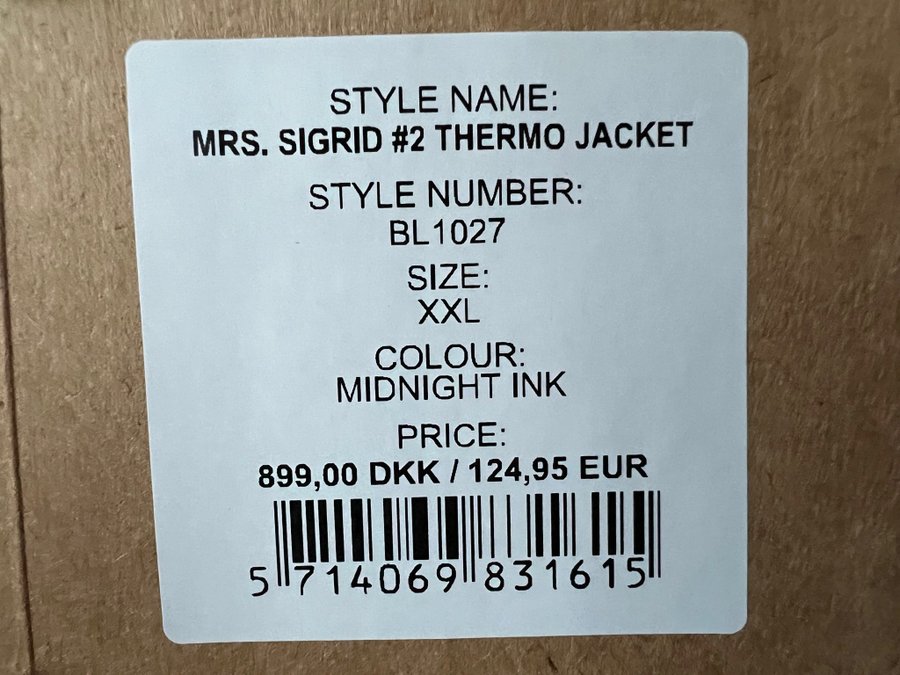 STYLE NAME:
MRS. SIGRID #2 THERMO JACKET
STYLE NUMBER:
BL1027
SIZE:
XXL
COLOUR:
MIDNIGHT INK
PRICE:
899,00 DKK / 124,95 EUR
5 714069 831615